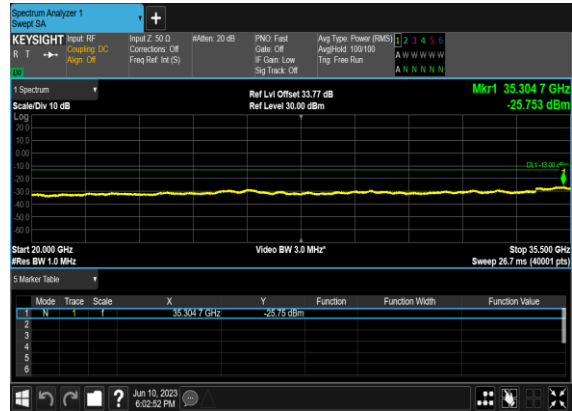 Spectrum Analyzer 1
Swept SA
+
KEYSIGHT Input: RF Input Z: 50 Ω #Atten: 20 dB PNO: Fast Avg Type: Power (RMS) 1 2 3 4 5 6
R T Coupling: DC Corrections: Off Gate: Off Avg|Hold: 100/100 A W W W W W
Align: Off Freq Ref: Int (S) IF Gain: Low Trig: Free Run
Sig Track: Off A N N N N N
1 Spectrum Ref Lvl Offset 33.77 dB Mkr1 35.304 7 GHz
Scale/Div 10 dB Ref Level 30.00 dBm -25.753 dBm
Log
20.0
10.0
0.00
-10.0 DL1 -13.00 dBm
1
-20.0
-30.0
-40.0
-50.0
-60.0
Start 20.000 GHz Video BW 3.0 MHz* Stop 35.500 GHz
#Res BW 1.0 MHz Sweep 26.7 ms (40001 pts)
5 Marker Table
Mode Trace Scale X Y Function Function Width Function Value
1 N 1 f 35.304 7 GHz -25.75 dBm
2
3
4
5
6
? Jun 10, 2023
6:02:52 PM